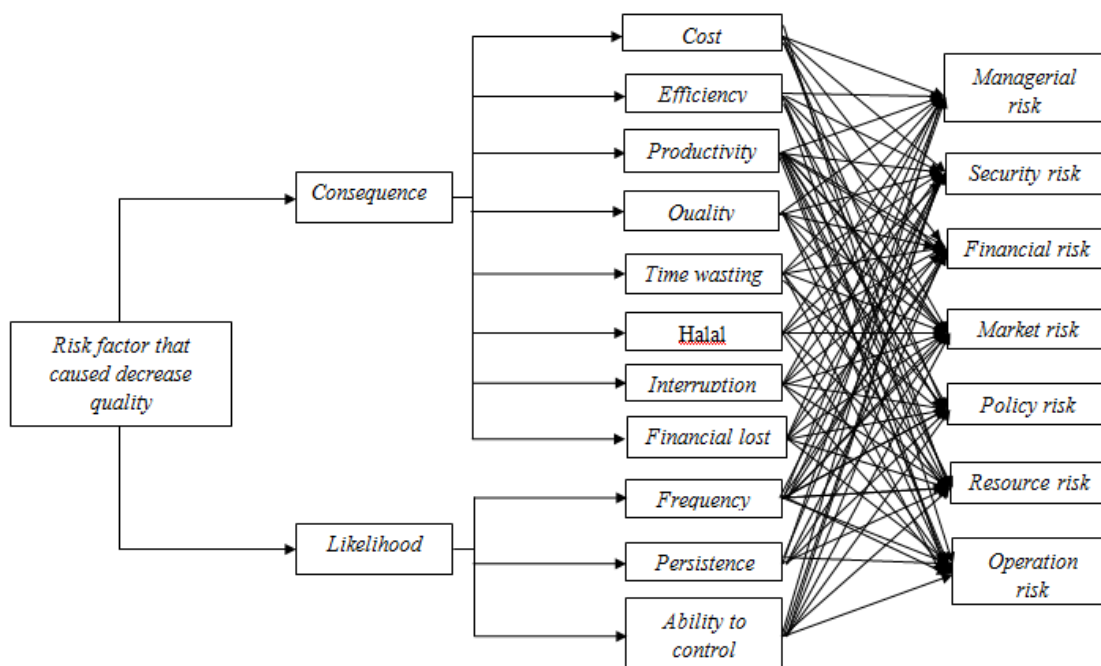 Risk factor that
caused decrease
quality
Consequence
Likelihood
Cost
Efficiency
Productivity
Quality
Time wasting
Halal
Interruption
Financial lost
Frequency
Persistence
Ability to
control
Managerial
risk
Security risk
Financial risk
Market risk
Policy risk
Resource risk
Operation
risk